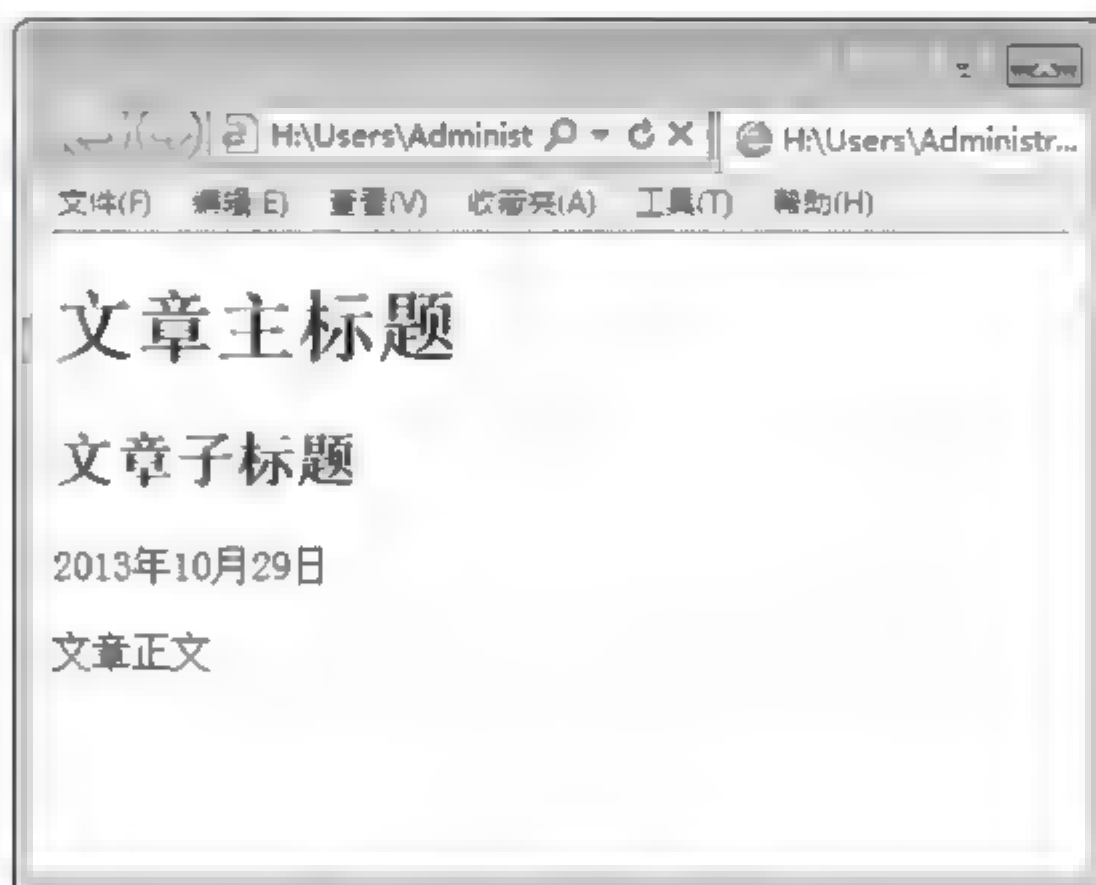 H:\Users\Administ
H:\Users\Administr...
文件(F) 编辑(E) 查看(V) 收藏夹(A) 工具(T) 帮助(H)
文章主标题
文章子标题
2013年10月29日
文章正文